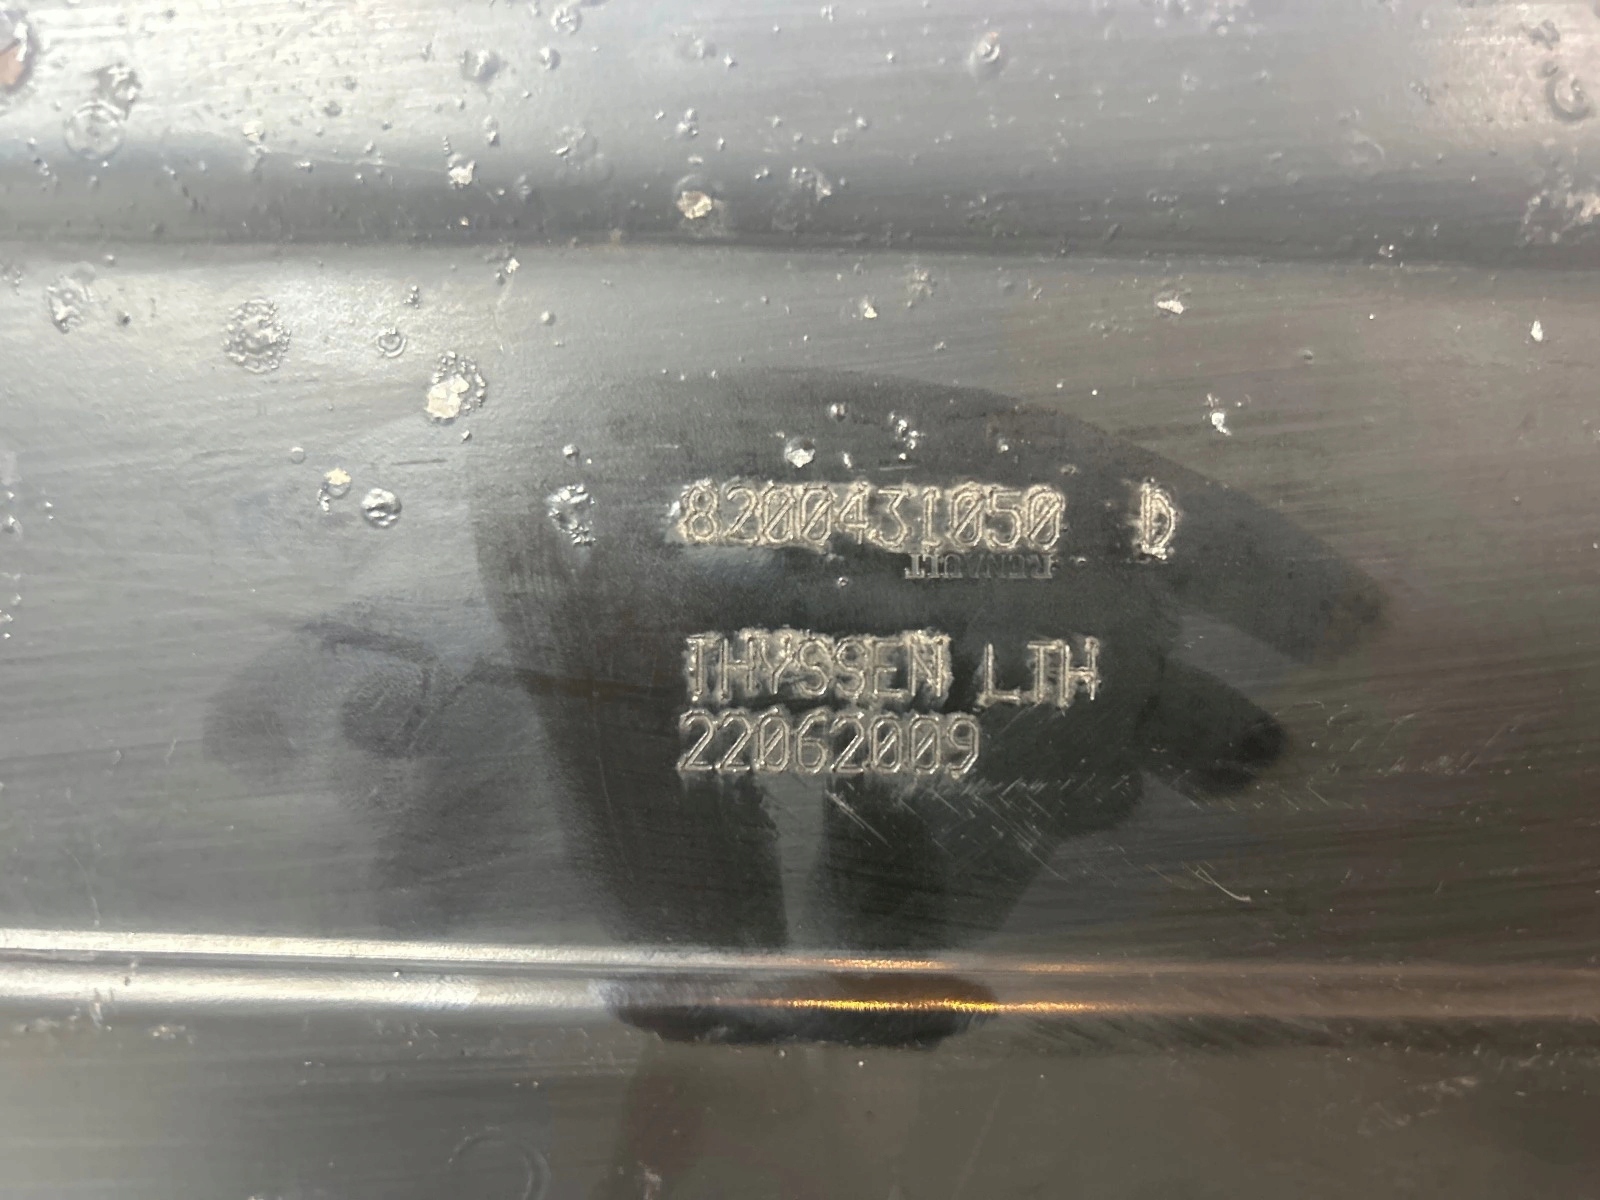 8200431050 D
RENAULT
THYSSEN LTH
22062009